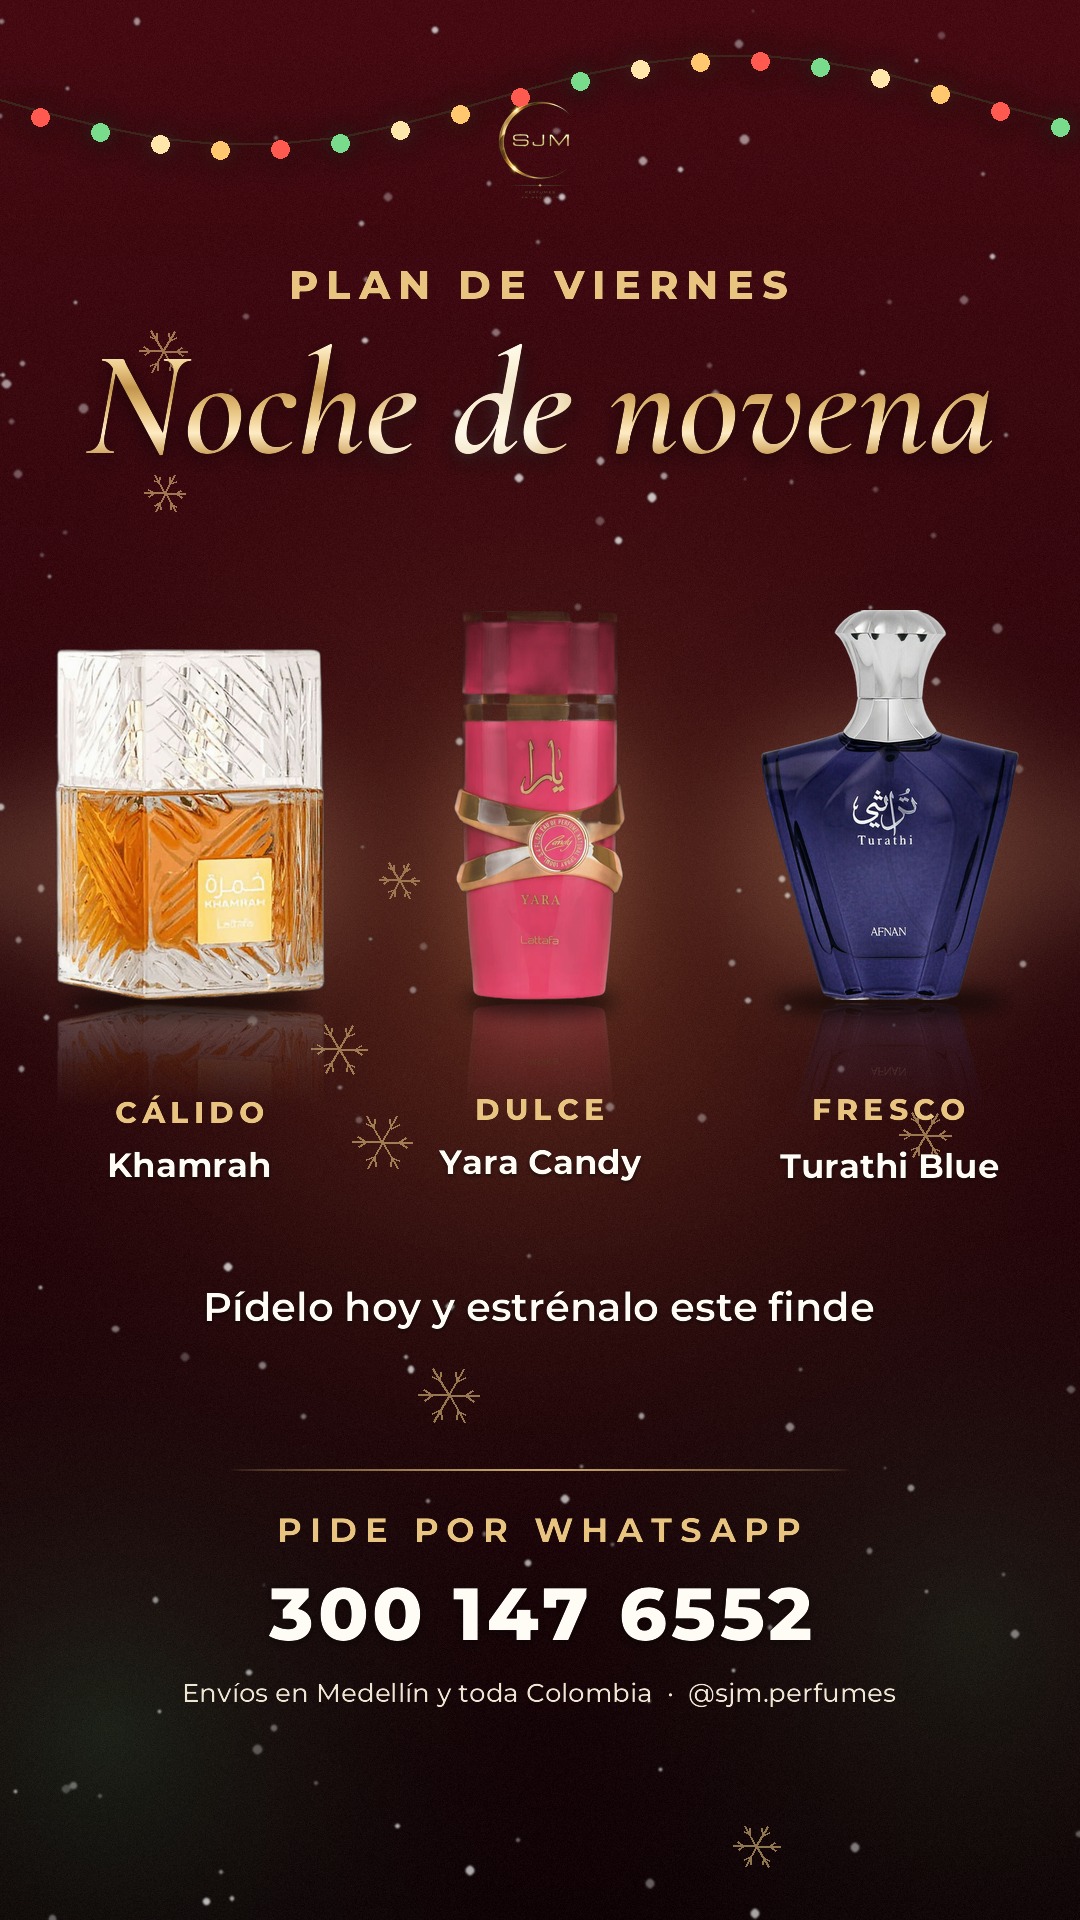 SJM
PLAN DE VIERNES
Noche de novena
خمرة
KHAMRAH
Lattafa
يارا
Candy
YARA
Lattafa
تُراثي
Turathi
AFNAN
CÁLIDO
Khamrah
DULCE
Yara Candy
FRESCO
Turathi Blue
Pídelo hoy y estrénalo este finde
PIDE POR WHATSAPP
300 147 6552
Envíos en Medellín y toda Colombia · @sjm.perfumes